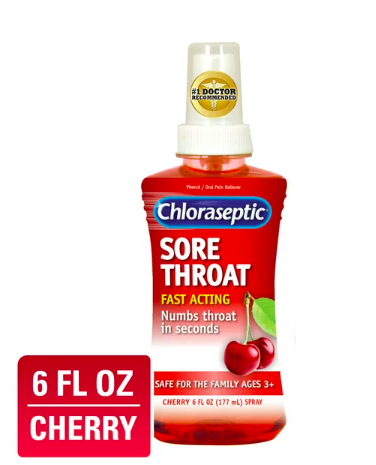 #1 DOCTOR
RECOMMENDED
Phenol / Oral Pain Reliever
Chloraseptic
SORE
THROAT
FAST ACTING
Numbs throat
in seconds
SAFE FOR THE FAMILY AGES 3+
CHERRY 6 FL OZ (177 mL) SPRAY
6 FL OZ
CHERRY